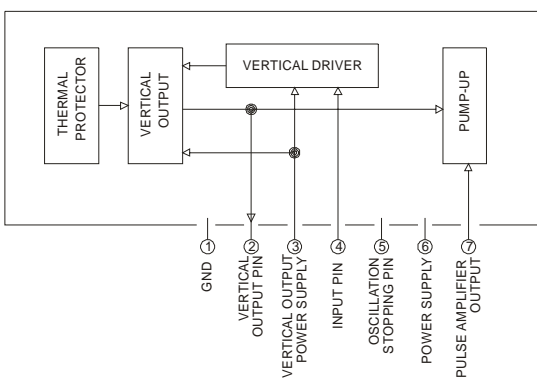 THERMAL
PROTECTOR
VERTICAL
OUTPUT
VERTICAL DRIVER
PUMP-UP
1
2
3
4
5
6
7
GND
VERTICAL
OUTPUT PIN
VERTICAL OUTPUT
POWER SUPPLY
INPUT PIN
OSCILLATION
STOPPING PIN
POWER SUPPLY
PULSE AMPLIFIER
OUTPUT